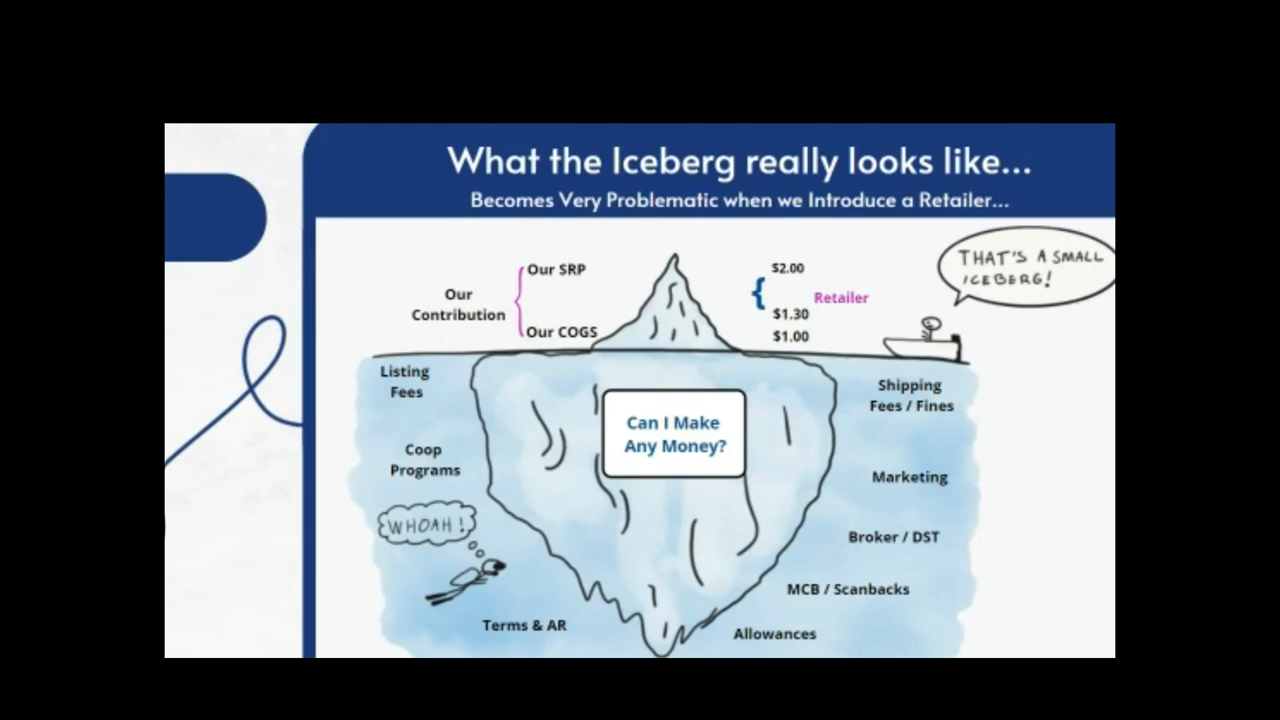 What the Iceberg really looks like...
Becomes Very Problematic when we Introduce a Retailer...
THAT'S A SMALL
ICEBERG!
Our SRP
Our
Contribution
Our COGS
$2.00
Retailer
$1.30
$1.00
Listing
Fees
Shipping
Fees / Fines
Can I Make
Any Money?
Coop
Programs
Marketing
WHOAH!
Broker / DST
MCB / Scanbacks
Terms & AR
Allowances